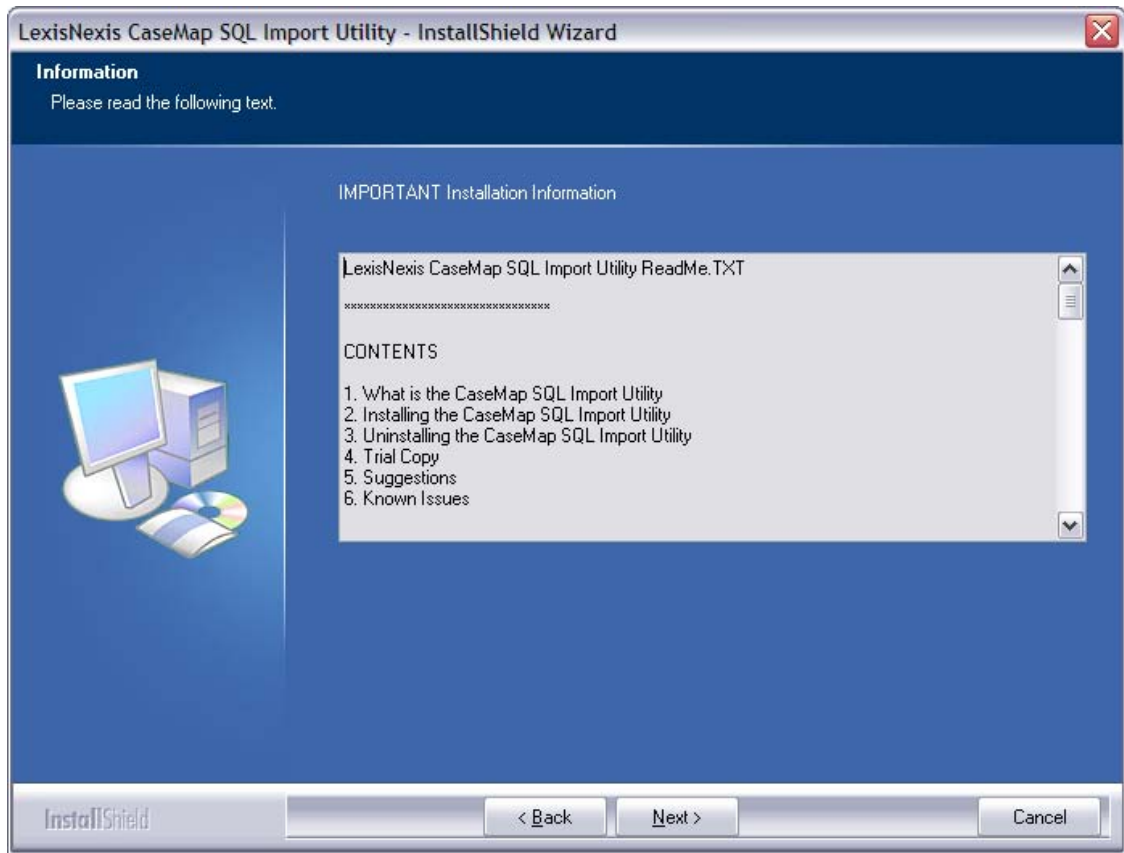 LexisNexis CaseMap SQL Import Utility - InstallShield Wizard
Information
Please read the following text.
IMPORTANT Installation Information
LexisNexis CaseMap SQL Import Utility ReadMe.TXT
*******************************
CONTENTS
1. What is the CaseMap SQL Import Utility
2. Installing the CaseMap SQL Import Utility
3. Uninstalling the CaseMap SQL Import Utility
4. Trial Copy
5. Suggestions
6. Known Issues
InstallShield
< Back
Next >
Cancel